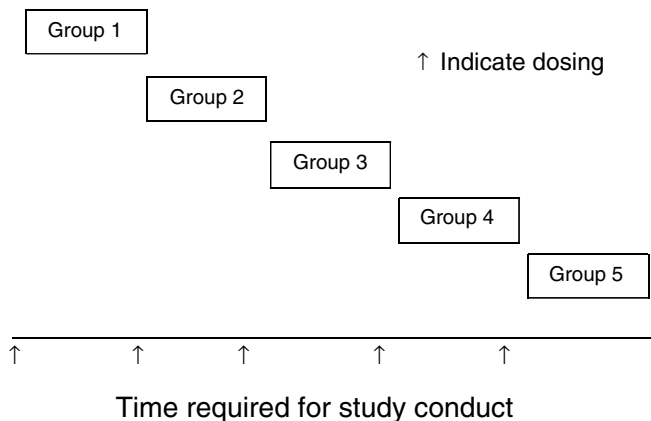 Group 1
↑ Indicate dosing
Group 2
Group 3
Group 4
Group 5
↑ ↑ ↑ ↑ ↑
Time required for study conduct